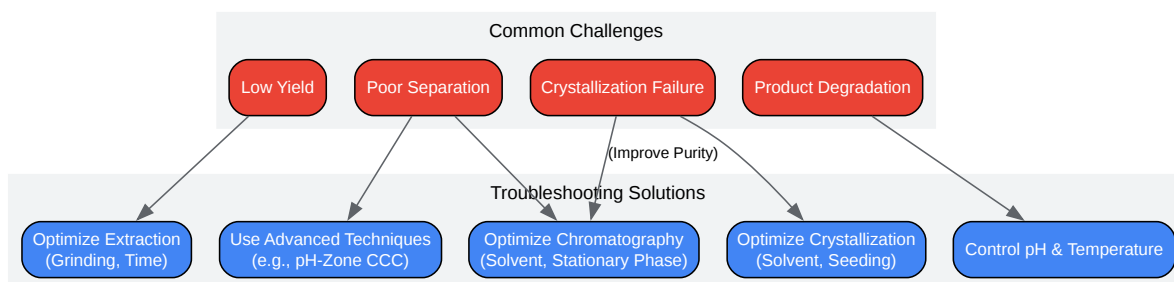 Common Challenges
Low Yield
Poor Separation
Crystallization Failure
Product Degradation
(Improve Purity)
Troubleshooting Solutions
Optimize Extraction
(Grinding, Time)
Use Advanced Techniques
(e.g., pH-Zone CCC)
Optimize Chromatography
(Solvent, Stationary Phase)
Optimize Crystallization
(Solvent, Seeding)
Control pH & Temperature